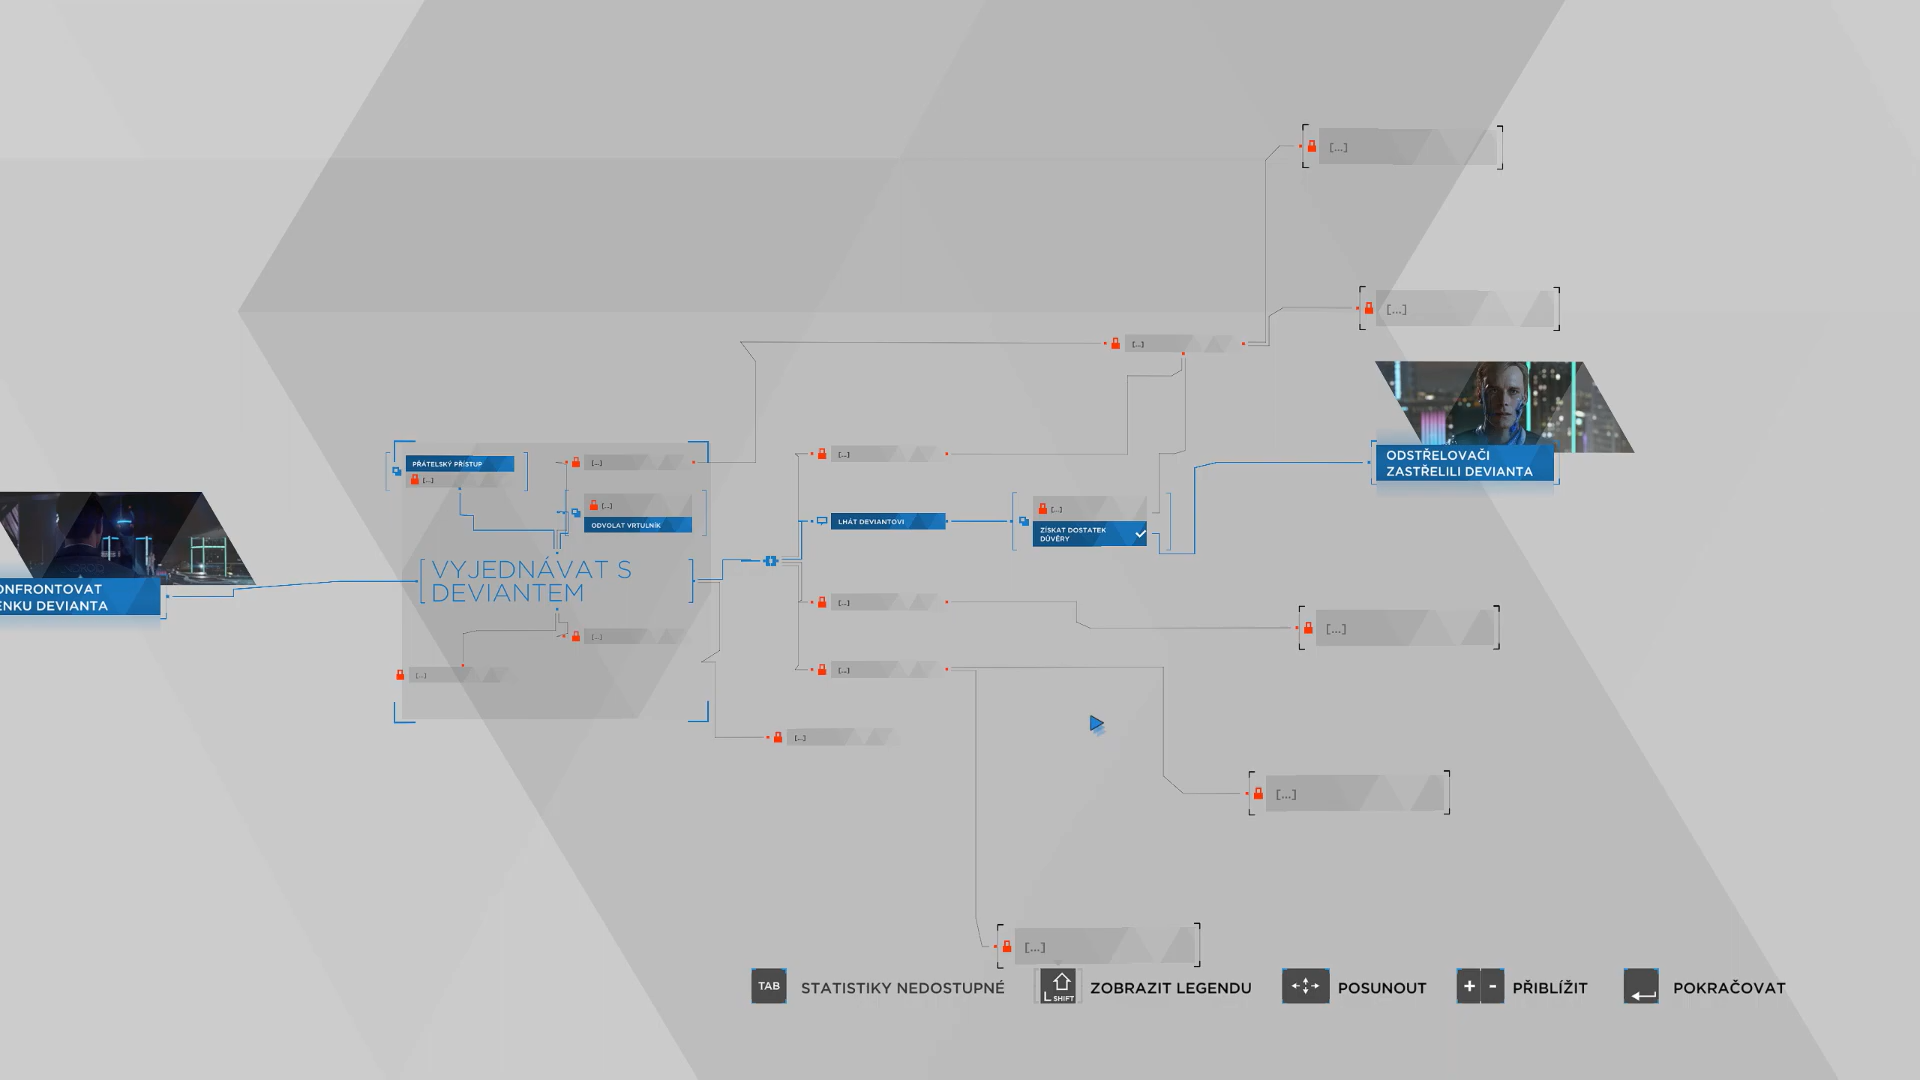 [...]
[...]
[...]
ODSTŘELOVAČI
ZASTŘELILI DEVIANTA
PŘÁTELSKÝ PŘÍSTUP
[...]
[...]
[...]
ODVOLAT VRTULNÍK
[...]
LHÁT DEVIANTOVI
[...]
ZÍSKAT DOSTATEK
DŮVĚRY
ONFRONTOVAT
ENKU DEVIANTA
VYJEDNÁVAT S
DEVIANTEM
[...]
[...]
[...]
[...]
[...]
[...]
[...]
[...]
TAB STATISTIKY NEDOSTUPNÉ
SHIFT ZOBRAZIT LEGENDU
POSUNOUT
+ - PŘIBLÍŽIT
POKRAČOVAT